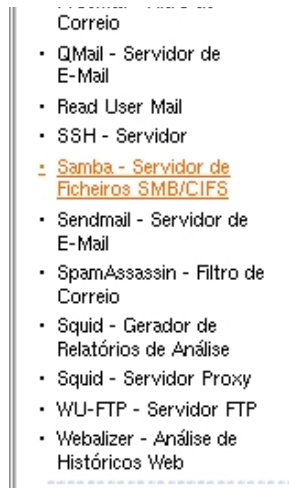 Correio
· QMail - Servidor de
E-Mail
· Read User Mail
· SSH - Servidor
· Samba - Servidor de
Ficheiros SMB/CIFS
· Sendmail - Servidor de
E-Mail
· SpamAssassin - Filtro de
Correio
· Squid - Gerador de
Relatórios de Análise
· Squid - Servidor Proxy
· WU-FTP - Servidor FTP
· Webalizer - Análise de
Históricos Web